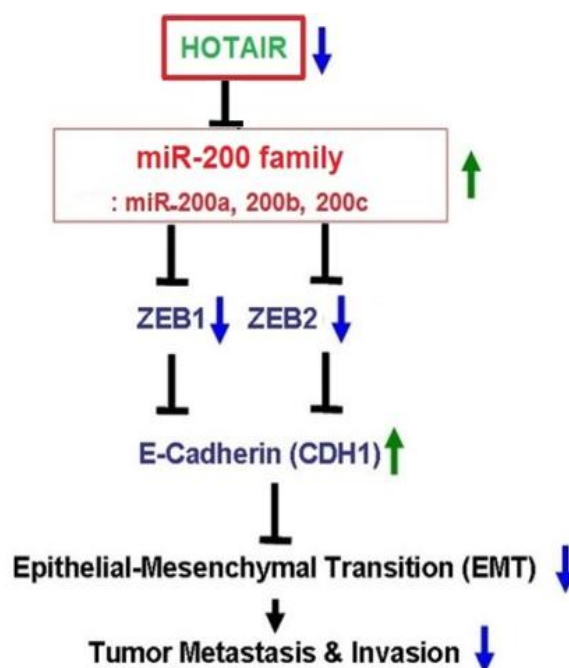 HOTAIR
miR-200 family
: miR-200a, 200b, 200c
ZEB1 ZEB2
E-Cadherin (CDH1)
Epithelial-Mesenchymal Transition (EMT)
Tumor Metastasis & Invasion